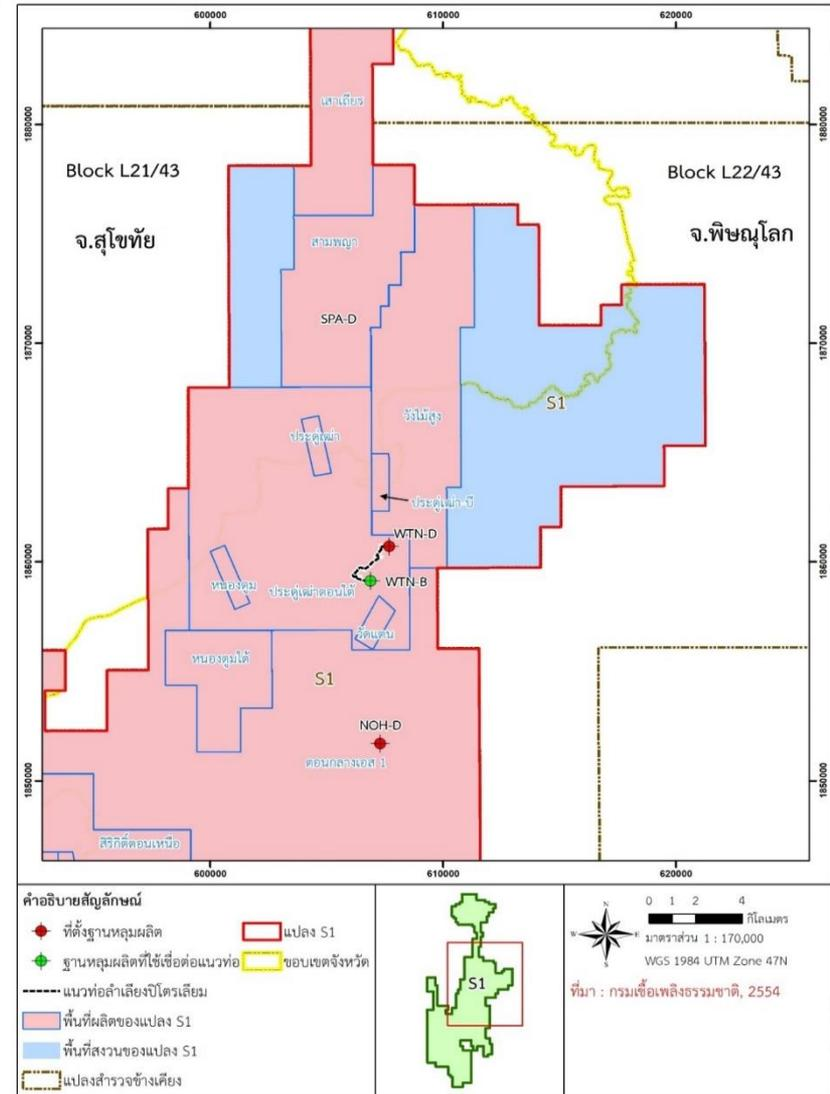 600000
610000
620000
1880000
1880000
เสาเถียร
Block L21/43
Block L22/43
จ.สุโขทัย
จ.พิษณุโลก
สามพญา
SPA-D
1870000
1870000
S1
วังไม้สูง
ประดู่เฒ่า
ประดู่เฒ่า-บี
WTN-D
1860000
1860000
หนองตูม
ประดู่เฒ่าตอนใต้
WTN-B
วัดแตน
หนองตูมใต้
S1
NOH-D
ตอนกลางเอส 1
1850000
1850000
สิริกิติ์ตอนเหนือ
600000
610000
620000
คำอธิบายสัญลักษณ์
ที่ตั้งฐานหลุมผลิต
แปลง S1
ฐานหลุมผลิตที่ใช้เชื่อต่อแนวท่อ
ขอบเขตจังหวัด
แนวท่อลำเลียงปิโตรเลียม
พื้นที่ผลิตของแปลง S1
พื้นที่สงวนของแปลง S1
แปลงสำรวจข้างเคียง
S1
N
W
E
S
0 1 2 4
กิโลเมตร
มาตราส่วน 1 : 170,000
WGS 1984 UTM Zone 47N
ที่มา : กรมเชื้อเพลิงธรรมชาติ, 2554